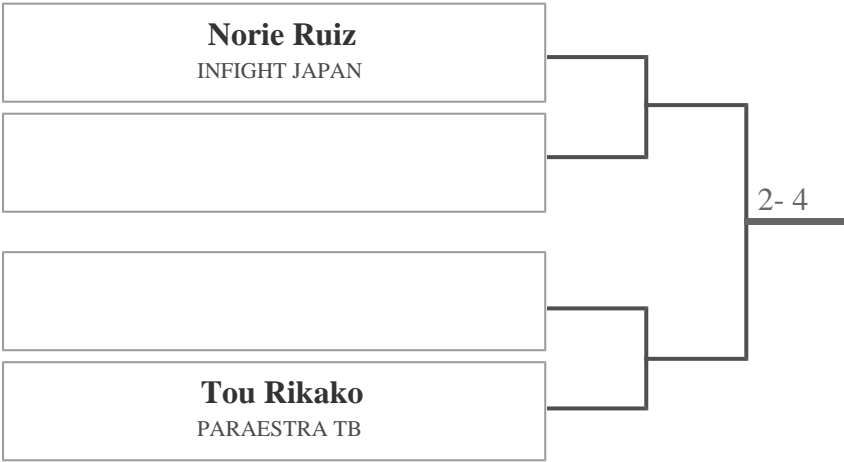 Norie Ruiz
INFIGHT JAPAN
2- 4
Tou Rikako
PARAESTRA TB